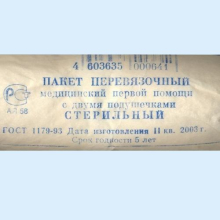 4 603635 000641
ПАКЕТ ПЕРЕВЯЗОЧНЫЙ
медицинский первой помощи
с двумя подушечками
СТЕРИЛЬНЫЙ
ГОСТ 1179-93 Дата изготовления II кв. 2003 г.
Срок годности 5 лет